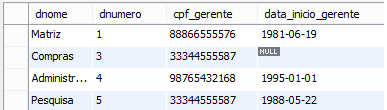 dnome dnumero cpf_gerente data_inicio_gerente
Matriz 1 88866555576 1981-06-19
Compras 3 33344555587 NULL
Administr... 4 98765432168 1995-01-01
Pesquisa 5 33344555587 1988-05-22